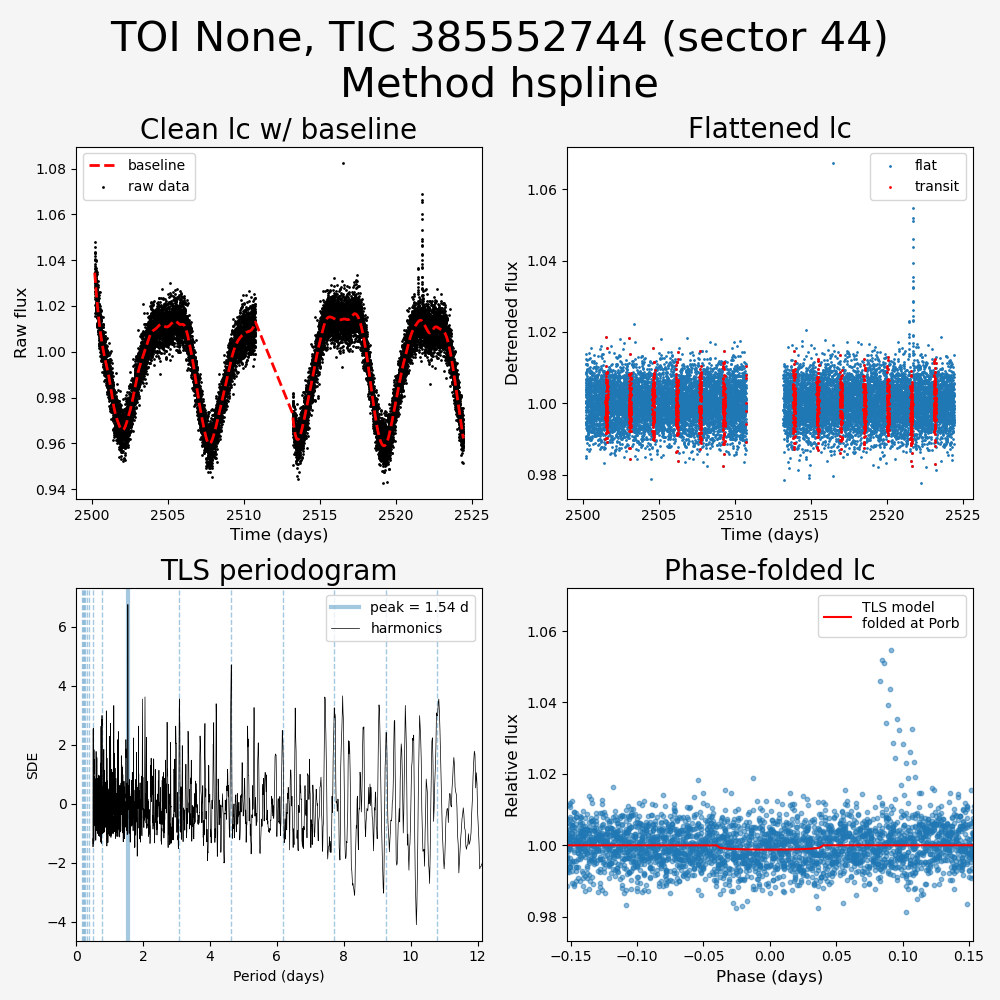 TOI None, TIC 385552744 (sector 44)
Method hspline
Clean lc w/ baseline
baseline
raw data
1.08
1.06
1.04
1.02
1.00
0.98
0.96
0.94
Raw flux
2500
2505
2510
2515
2520
2525
Time (days)
Flattened lc
flat
transit
1.06
1.04
1.02
1.00
0.98
Detrended flux
2500
2505
2510
2515
2520
2525
Time (days)
TLS periodogram
peak = 1.54 d
harmonics
6
4
2
0
−2
−4
SDE
0
2
4
6
8
10
12
Period (days)
Phase-folded lc
TLS model
folded at Porb
1.06
1.04
1.02
1.00
0.98
Relative flux
−0.15
−0.10
−0.05
0.00
0.05
0.10
0.15
Phase (days)